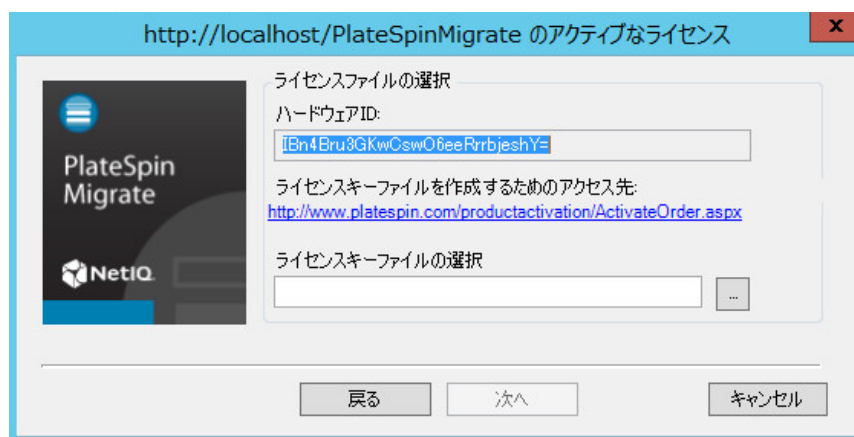 http://localhost/PlateSpinMigrate のアクティブなライセンス
x
PlateSpin
Migrate
NetIQ.
ライセンスファイルの選択
ハードウェアID:
IBn4Bru3GKwCswO6eeRrrbjeshY=
ライセンスキーファイルを作成するためのアクセス先:
http://www.platespin.com/productactivation/ActivateOrder.aspx
ライセンスキーファイルの選択
...
戻る
次へ
キャンセル